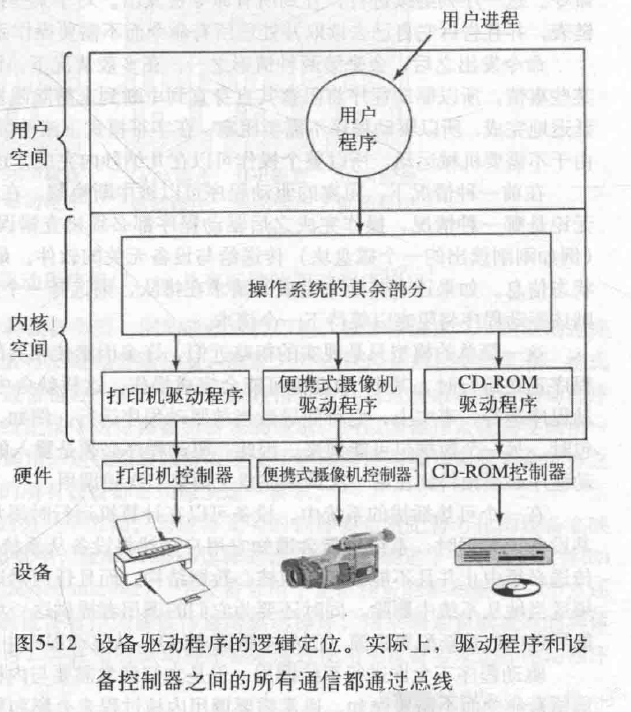 用户进程
用户
程序
用户
空间
操作系统的其余部分
内核
空间
打印机驱动程序
便携式摄像机
驱动程序
CD-ROM
驱动程序
硬件
打印机控制器
便携式摄像机控制器
CD-ROM控制器
设备
图5-12 设备驱动程序的逻辑定位。实际上，驱动程序和设
备控制器之间的所有通信都通过总线